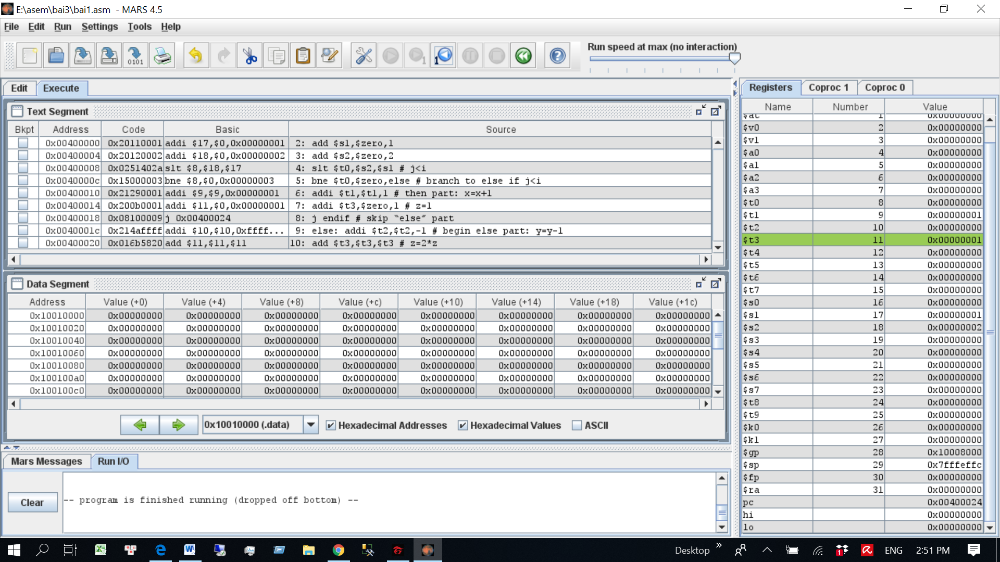 E:\asem\bai3\bai1.asm - MARS 4.5
File Edit Run Settings Tools Help
Run speed at max (no interaction)
Edit Execute
Text Segment
Bkpt Address Code Basic Source
0x00400000 0x20110001 addi $17,$0,0x00000001 2: add $s1,$zero,1
0x00400004 0x20120002 addi $18,$0,0x00000002 3: add $s2,$zero,2
0x00400008 0x0251402a slt $8,$18,$17 4: slt $t0,$s2,$s1 # j<i
0x0040000c 0x15000003 bne $8,$0,0x00000003 5: bne $t0,$zero,else # branch to else if j<i
0x00400010 0x21290001 addi $9,$9,0x00000001 6: addi $t1,$t1,1 # then part: x=x+1
0x00400014 0x200b0001 addi $11,$0,0x00000001 7: addi $t3,$zero,1 # z=1
0x00400018 0x08100009 j 0x00400024 8: j endif # skip “else” part
0x0040001c 0x214affff addi $10,$10,0xffff... 9: else: addi $t2,$t2,-1 # begin else part: y=y-1
0x00400020 0x016b5820 add $11,$11,$11 10: add $t3,$t3,$t3 # z=2*z
Data Segment
Address Value (+0) Value (+4) Value (+8) Value (+c) Value (+10) Value (+14) Value (+18) Value (+1c)
0x10010000 0x00000000 0x00000000 0x00000000 0x00000000 0x00000000 0x00000000 0x00000000 0x00000000
0x10010020 0x00000000 0x00000000 0x00000000 0x00000000 0x00000000 0x00000000 0x00000000 0x00000000
0x10010040 0x00000000 0x00000000 0x00000000 0x00000000 0x00000000 0x00000000 0x00000000 0x00000000
0x10010060 0x00000000 0x00000000 0x00000000 0x00000000 0x00000000 0x00000000 0x00000000 0x00000000
0x10010080 0x00000000 0x00000000 0x00000000 0x00000000 0x00000000 0x00000000 0x00000000 0x00000000
0x100100a0 0x00000000 0x00000000 0x00000000 0x00000000 0x00000000 0x00000000 0x00000000 0x00000000
0x100100c0 0x00000000 0x00000000 0x00000000 0x00000000 0x00000000 0x00000000 0x00000000 0x00000000
0x10010000 (.data) Hexadecimal Addresses Hexadecimal Values ASCII
Mars Messages Run I/O
Clear
-- program is finished running (dropped off bottom) --
Registers Coproc 1 Coproc 0
Name Number Value
$at 1 0x00000000
$v0 2 0x00000000
$v1 3 0x00000000
$a0 4 0x00000000
$a1 5 0x00000000
$a2 6 0x00000000
$a3 7 0x00000000
$t0 8 0x00000000
$t1 9 0x00000001
$t2 10 0x00000000
$t3 11 0x00000001
$t4 12 0x00000000
$t5 13 0x00000000
$t6 14 0x00000000
$t7 15 0x00000000
$s0 16 0x00000000
$s1 17 0x00000001
$s2 18 0x00000002
$s3 19 0x00000000
$s4 20 0x00000000
$s5 21 0x00000000
$s6 22 0x00000000
$s7 23 0x00000000
$t8 24 0x00000000
$t9 25 0x00000000
$k0 26 0x00000000
$k1 27 0x00000000
$gp 28 0x10008000
$sp 29 0x7fffeffc
$fp 30 0x00000000
$ra 31 0x00000000
pc 0x00400024
hi 0x00000000
lo 0x00000000
Desktop ENG 2:51 PM